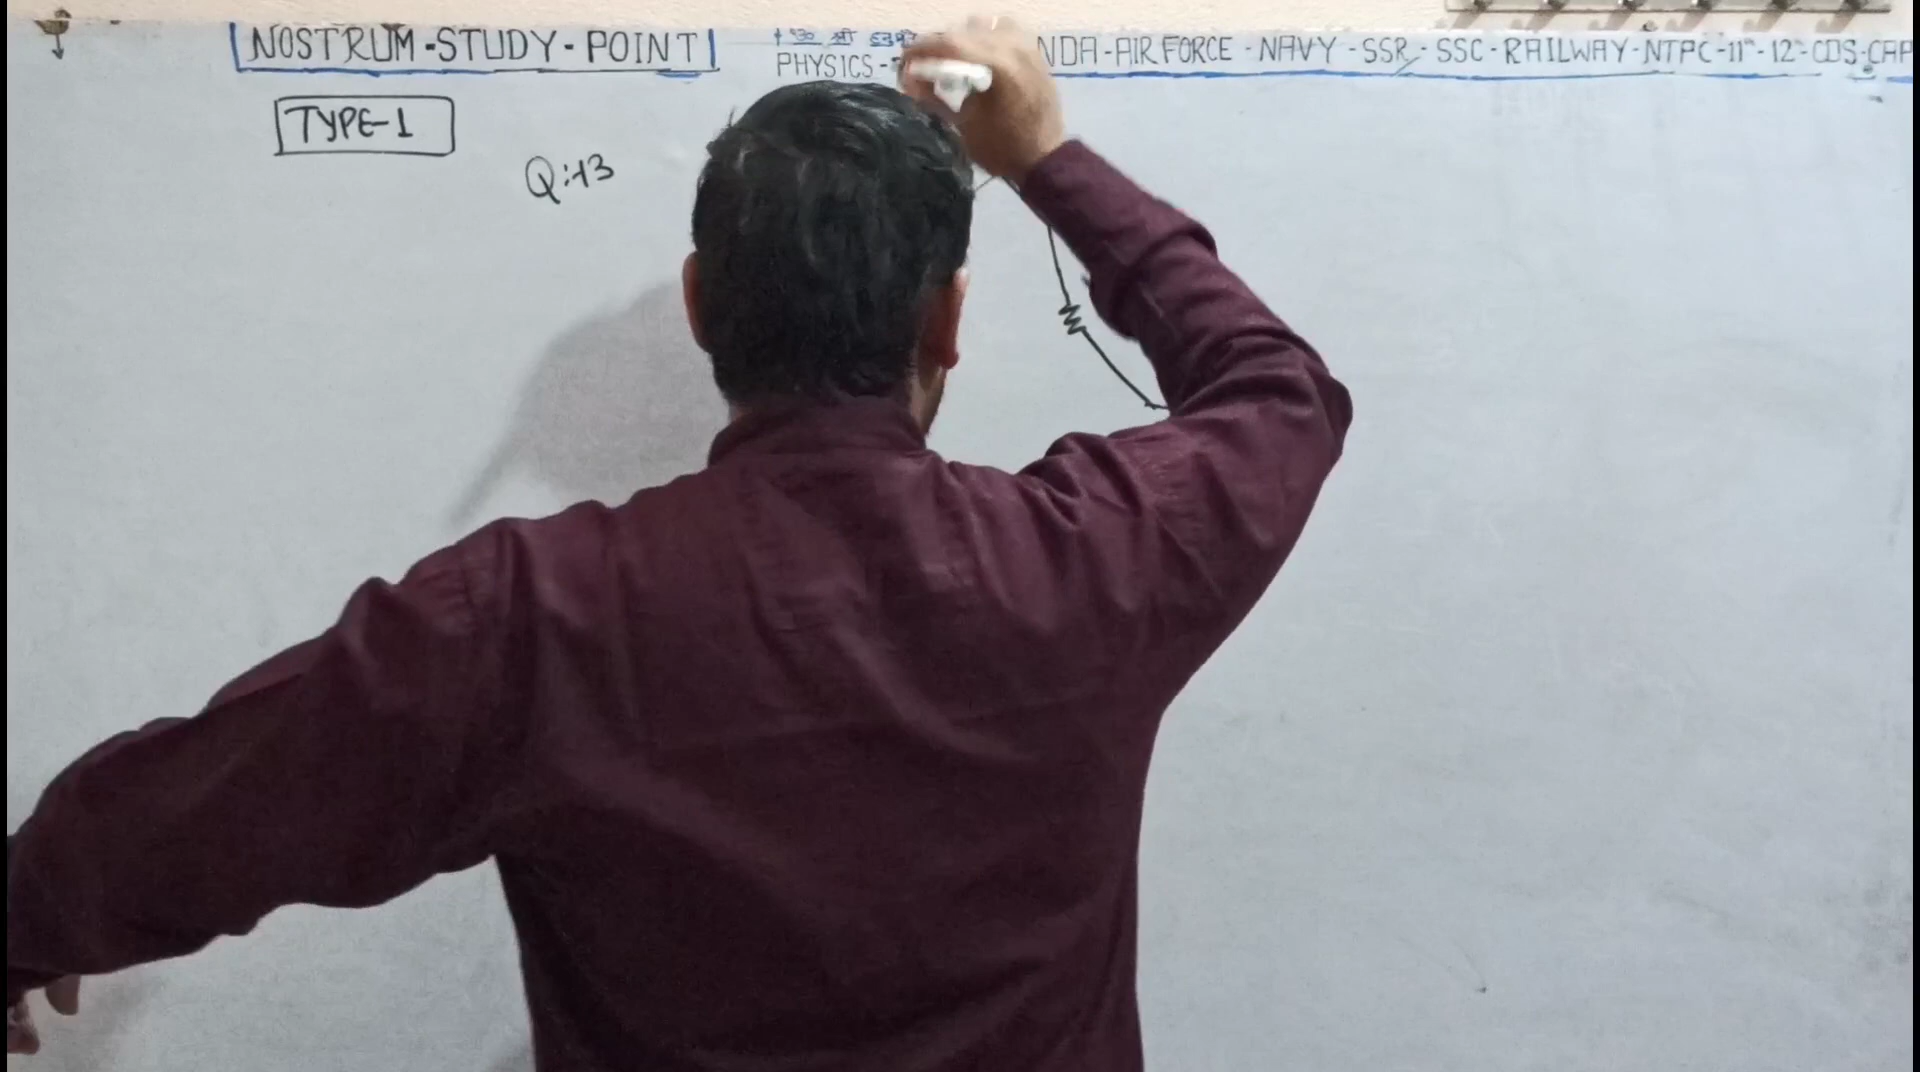 NOSTRUM-STUDY-POINT
PHYSICS-
NDA-AIR FORCE-NAVY-SSR-SSC-RAILWAY-NTPC-11th-12th-CDS-CAP
TYPE-1
Q:-13